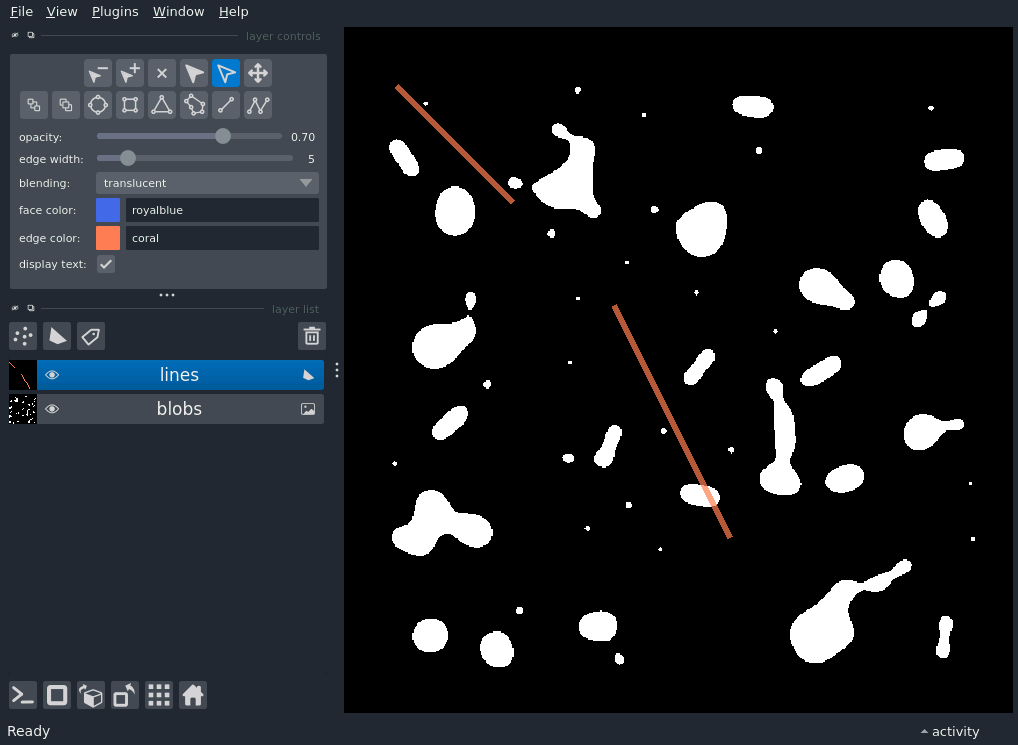 File View Plugins Window Help
layer controls
opacity: 0.70
edge width: 5
blending: translucent
face color: royalblue
edge color: coral
display text:
layer list
lines
blobs
Ready activity